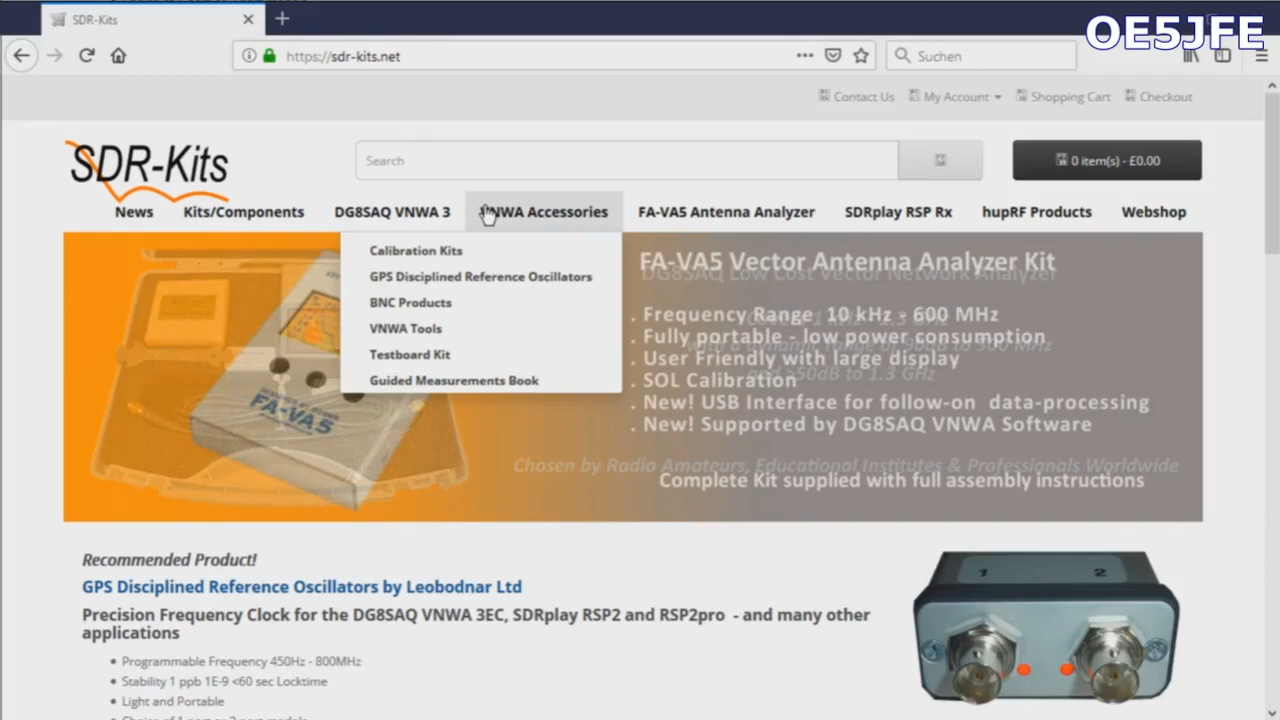 SDR-Kits
OE5JFE
https://sdr-kits.net
Suchen
Contact Us
My Account
Shopping Cart
Checkout
SDR-Kits
Search
0 item(s) - £0.00
News
Kits/Components
DG8SAQ VNWA 3
VNWA Accessories
FA-VA5 Antenna Analyzer
SDRplay RSP Rx
hupRF Products
Webshop
Calibration Kits
GPS Disciplined Reference Oscillators
BNC Products
VNWA Tools
Testboard Kit
Guided Measurements Book
FA-VA5
FA-VA5 Vector Antenna Analyzer Kit
DG8SAQ Low Cost Vector Network Analyzer
. Frequency Range 10 kHz - 600 MHz
. Fully portable - low power consumption
. User Friendly with large display
and >50dB to 1.3 GHz
. SOL Calibration
. New! USB Interface for follow-on data-processing
. New! Supported by DG8SAQ VNWA Software
Chosen by Radio Amateurs, Educational Institutes & Professionals Worldwide
Complete Kit supplied with full assembly instructions
Recommended Product!
GPS Disciplined Reference Oscillators by Leobodnar Ltd
Precision Frequency Clock for the DG8SAQ VNWA 3EC, SDRplay RSP2 and RSP2pro - and many other
applications
• Programmable Frequency 450Hz - 800MHz
• Stability 1 ppb 1E-9 <60 sec Locktime
• Light and Portable
1
2